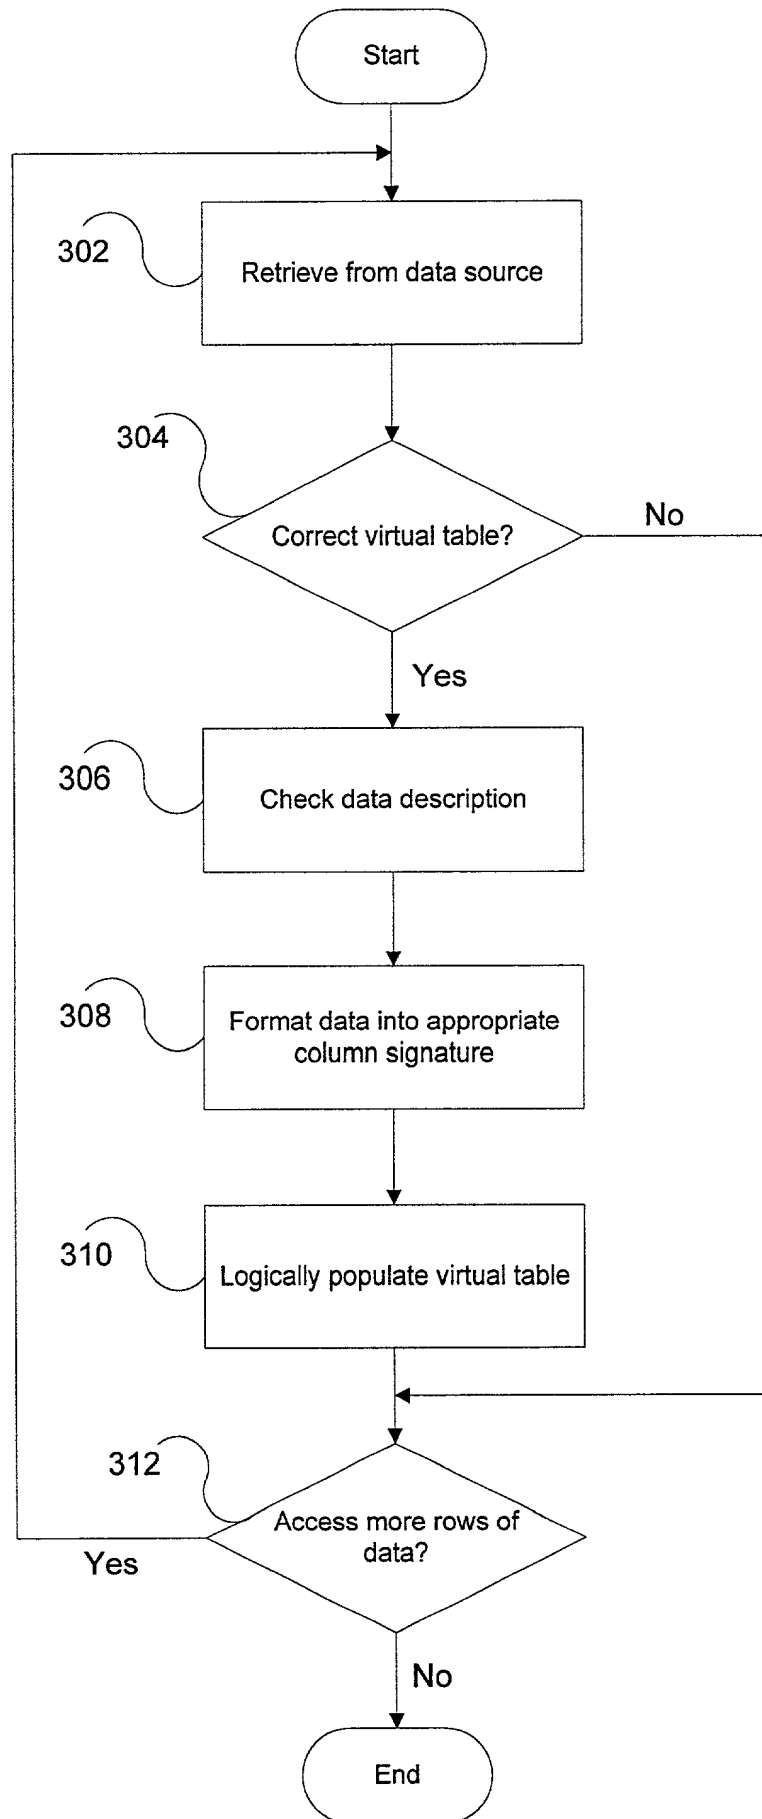 Start
302
Retrieve from data source
304
Correct virtual table?
No
Yes
306
Check data description
308
Format data into appropriate
column signature
310
Logically populate virtual table
312
Access more rows of
data?
Yes
No
End